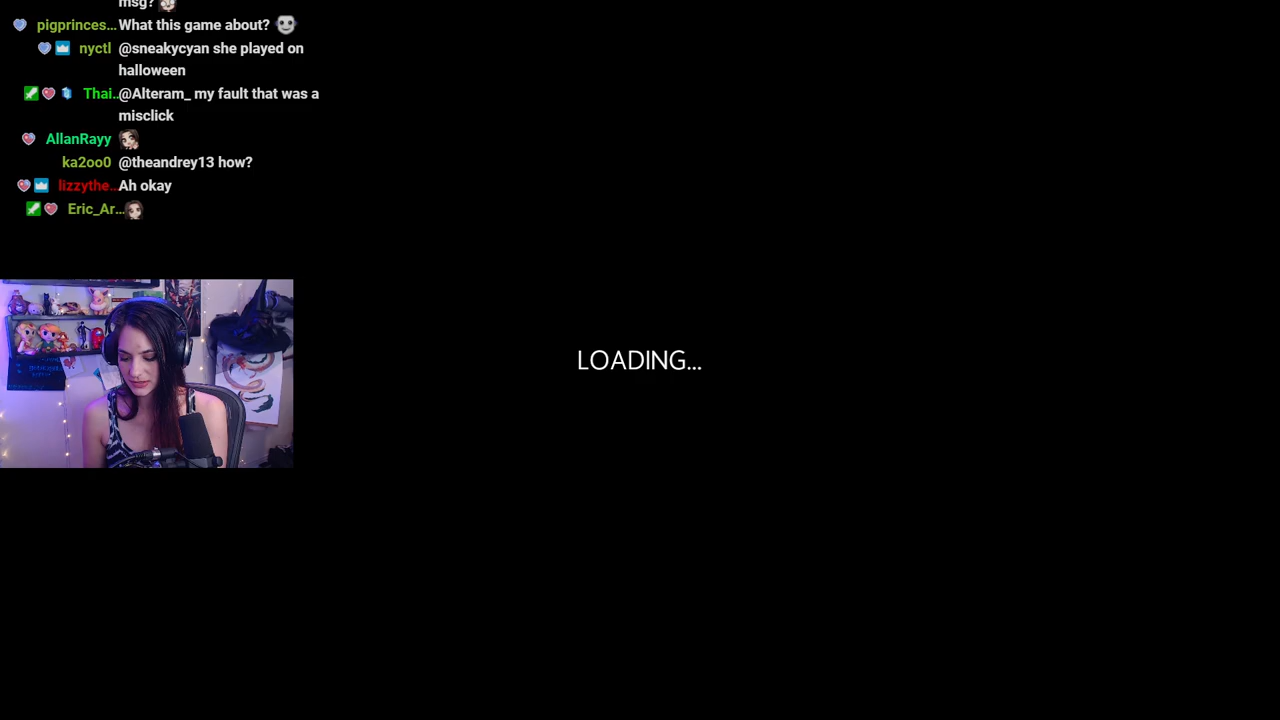 msg?
pigprinces... What this game about?
nyctl @sneakycyan she played on
halloween
Thai.. @Alteram_ my fault that was a
misclick
AllanRayy
ka2oo0 @theandrey13 how?
lizzythe... Ah okay
Eric_Ar...
LOADING...